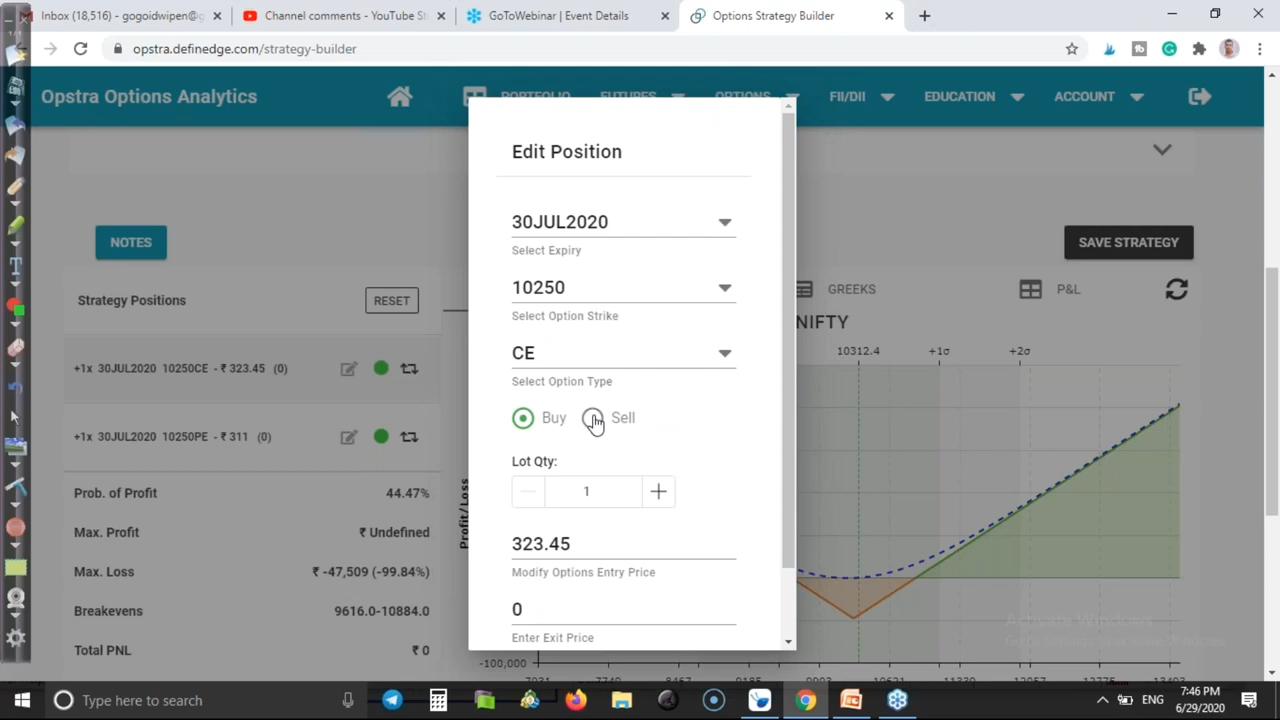 Inbox (18,516) - gogoidwipen@g
Channel comments - YouTube St
GoToWebinar | Event Details
Options Strategy Builder
opstra.definedge.com/strategy-builder
Opstra Options Analytics
PORTFOLIO
FUTURES
OPTIONS
FII/DII
EDUCATION
ACCOUNT
Edit Position
30JUL2020
Select Expiry
10250
Select Option Strike
CE
Select Option Type
Buy
Sell
Lot Qty:
1
323.45
Modify Options Entry Price
0
Enter Exit Price
NOTES
SAVE STRATEGY
Strategy Positions
RESET
+1x 30JUL2020 10250CE - ₹ 323.45 (0)
+1x 30JUL2020 10250PE - ₹ 311 (0)
Prob. of Profit 44.47%
Max. Profit ₹ Undefined
Max. Loss ₹ -47,509 (-99.84%)
Breakevens 9616.0-10884.0
Total PNL ₹ 0
GREEKS
P&L
NIFTY
10312.4 +1σ +2σ
Profit/Loss
-100,000
Activate Windows
Type here to search
ENG
7:46 PM
6/29/2020